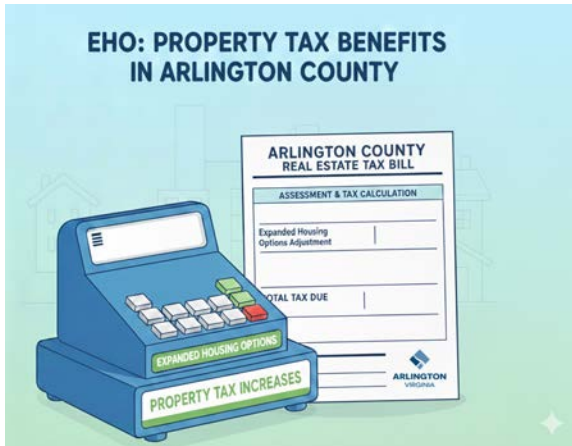 EHO: PROPERTY TAX BENEFITS
IN ARLINGTON COUNTY
ARLINGTON COUNTY
REAL ESTATE TAX BILL
ASSESSMENT & TAX CALCULATION
Expanded Housing
Options Adjustment
OTAL TAX DUE
EXPANDED HOUSING OPTIONS
PROPERTY TAX INCREASES
ARLINGTON
VIRGINIA